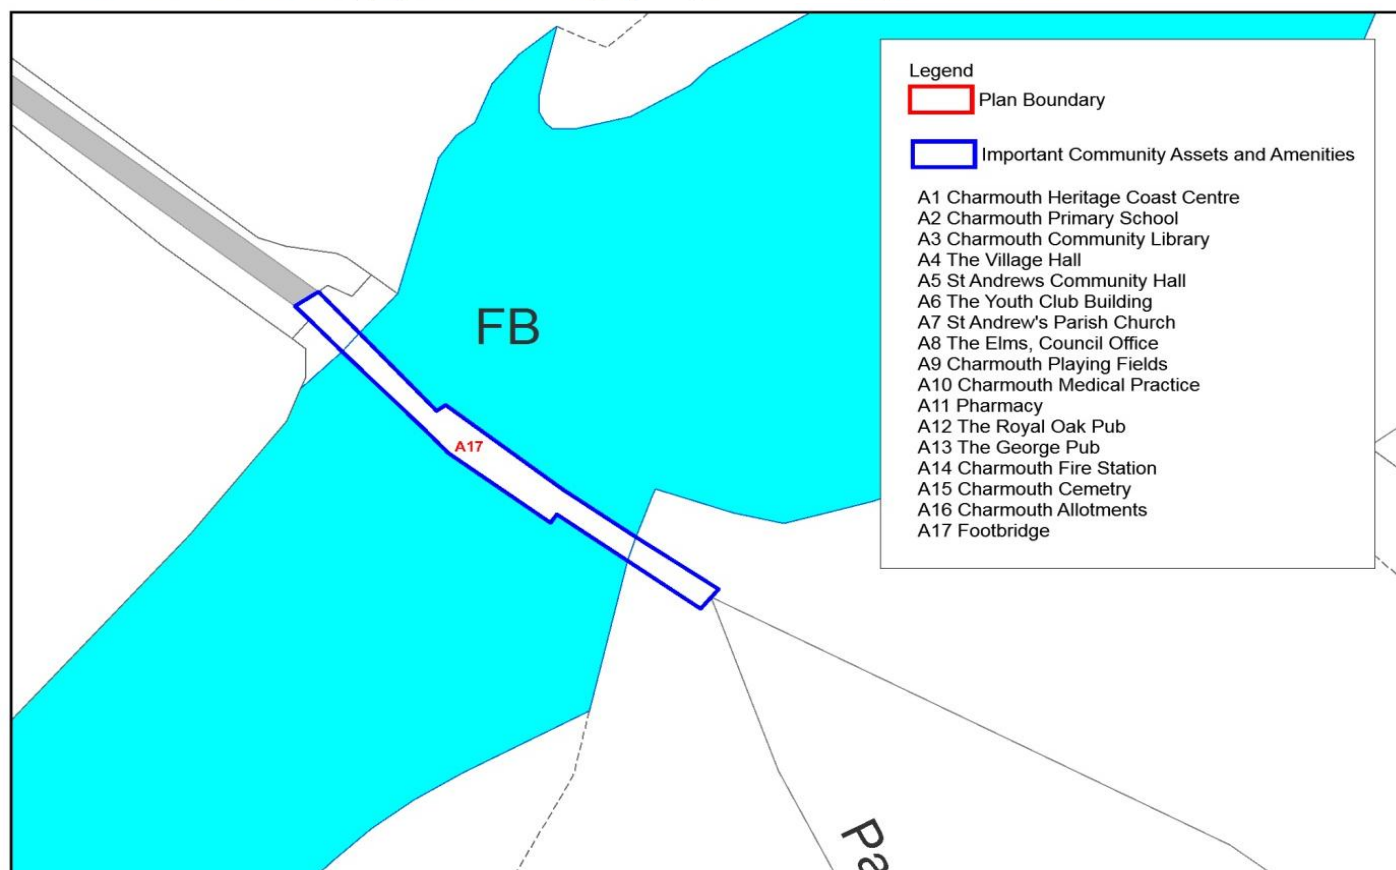 Legend
Plan Boundary
Important Community Assets and Amenities
A1 Charmouth Heritage Coast Centre
A2 Charmouth Primary School
A3 Charmouth Community Library
A4 The Village Hall
A5 St Andrews Community Hall
A6 The Youth Club Building
A7 St Andrew's Parish Church
A8 The Elms, Council Office
A9 Charmouth Playing Fields
A10 Charmouth Medical Practice
A11 Pharmacy
A12 The Royal Oak Pub
A13 The George Pub
A14 Charmouth Fire Station
A15 Charmouth Cemetry
A16 Charmouth Allotments
A17 Footbridge
FB
A17
Pa